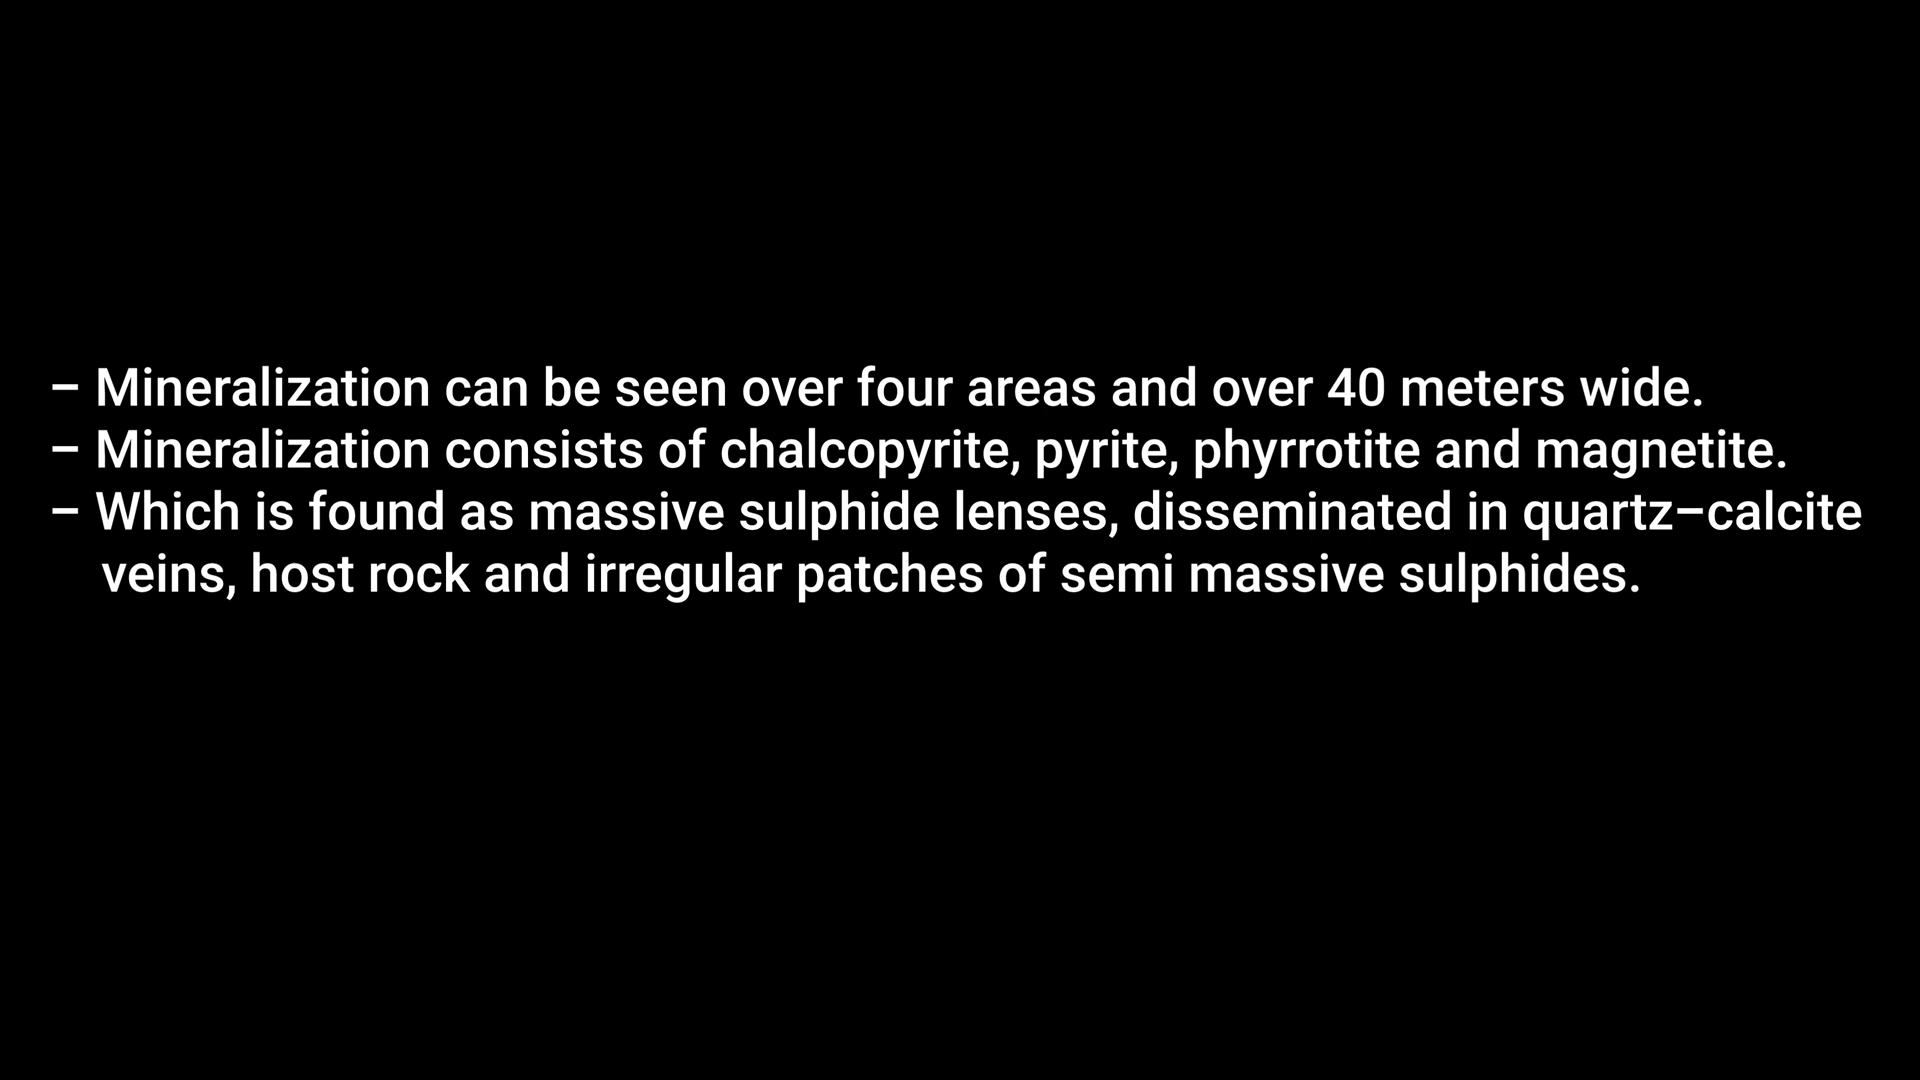 – Mineralization can be seen over four areas and over 40 meters wide.
– Mineralization consists of chalcopyrite, pyrite, phyrrotite and magnetite.
– Which is found as massive sulphide lenses, disseminated in quartz–calcite
veins, host rock and irregular patches of semi massive sulphides.